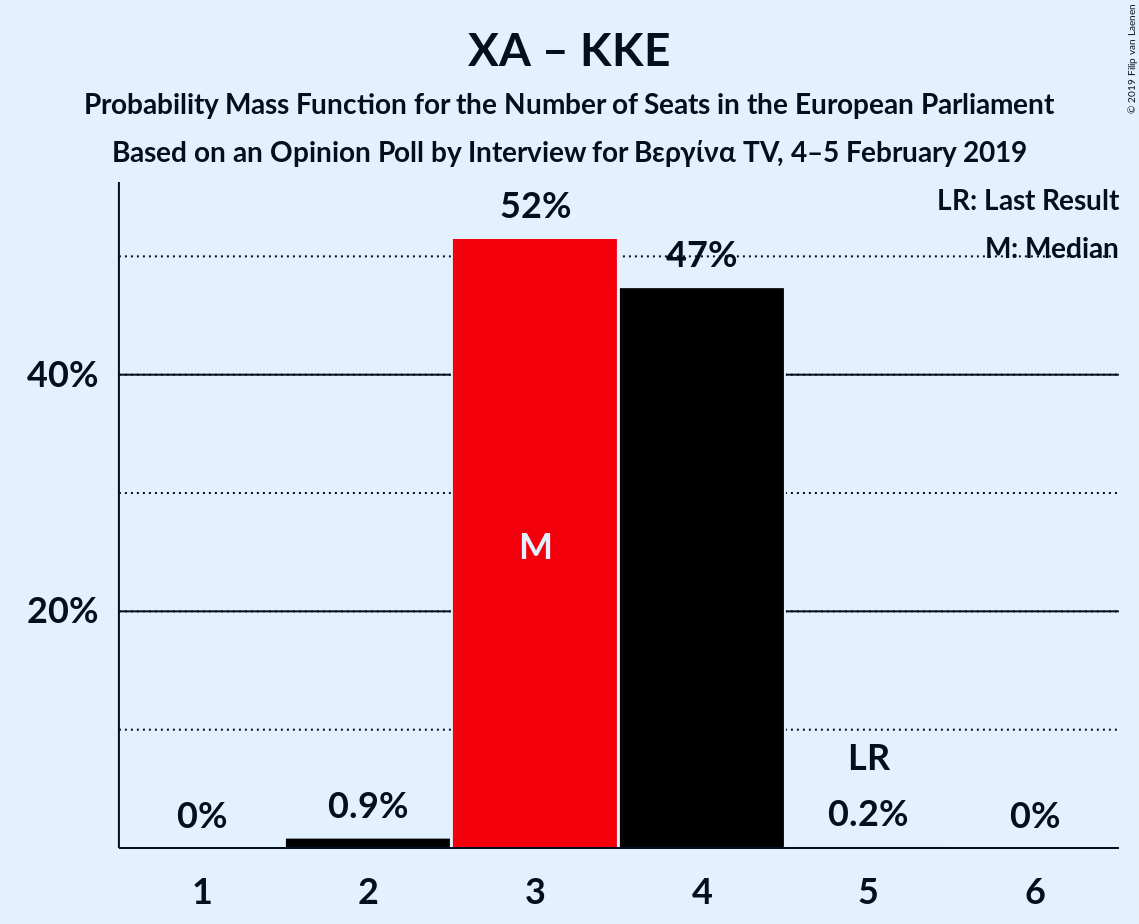 XA – KKE
Probability Mass Function for the Number of Seats in the European Parliament
Based on an Opinion Poll by Interview for Βεργίνα TV, 4–5 February 2019
© 2019 Filip van Laenen
LR: Last Result
M: Median
52%
47%
40%
M
20%
LR
0%
0.9%
0.2%
0%
1
2
3
4
5
6